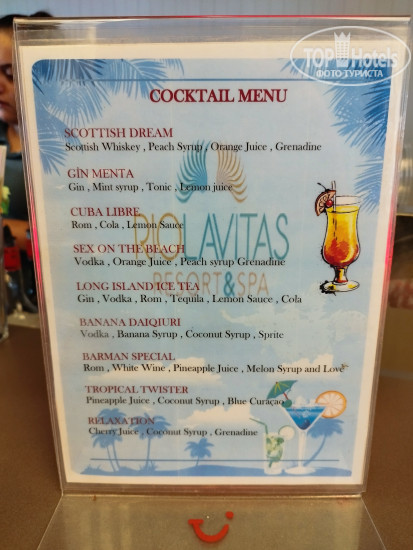 TOPHotels
ФОТО ТУРИСТА
COCKTAIL MENU
SCOTTISH DREAM
Scottish Whiskey , Peach Syrup , Orange Juice , Grenadine
GİN MENTA
Gin , Mint syrup , Tonic , Lemon juice
CUBA LIBRE
Rom , Cola , Lemon Sauce
SEX ON THE BEACH
Vodka , Orange Juice , Peach syrup Grenadine
LONG ISLAND ICE TEA
Gin , Vodka , Rom , Tequila , Lemon Sauce , Cola
BANANA DAIQIURI
Vodka , Banana Syrup , Coconut Syrup , Sprite
BARMAN SPECIAL
Rom , White Wine , Pineapple Juice , Melon Syrup and Love
TROPICAL TWISTER
Pineapple Juice , Coconut Syrup , Blue Curaçao
RELAXATION
Cherry Juice , Coconut Syrup , Grenadine
RIOLAVITAS
RESORT&SPA